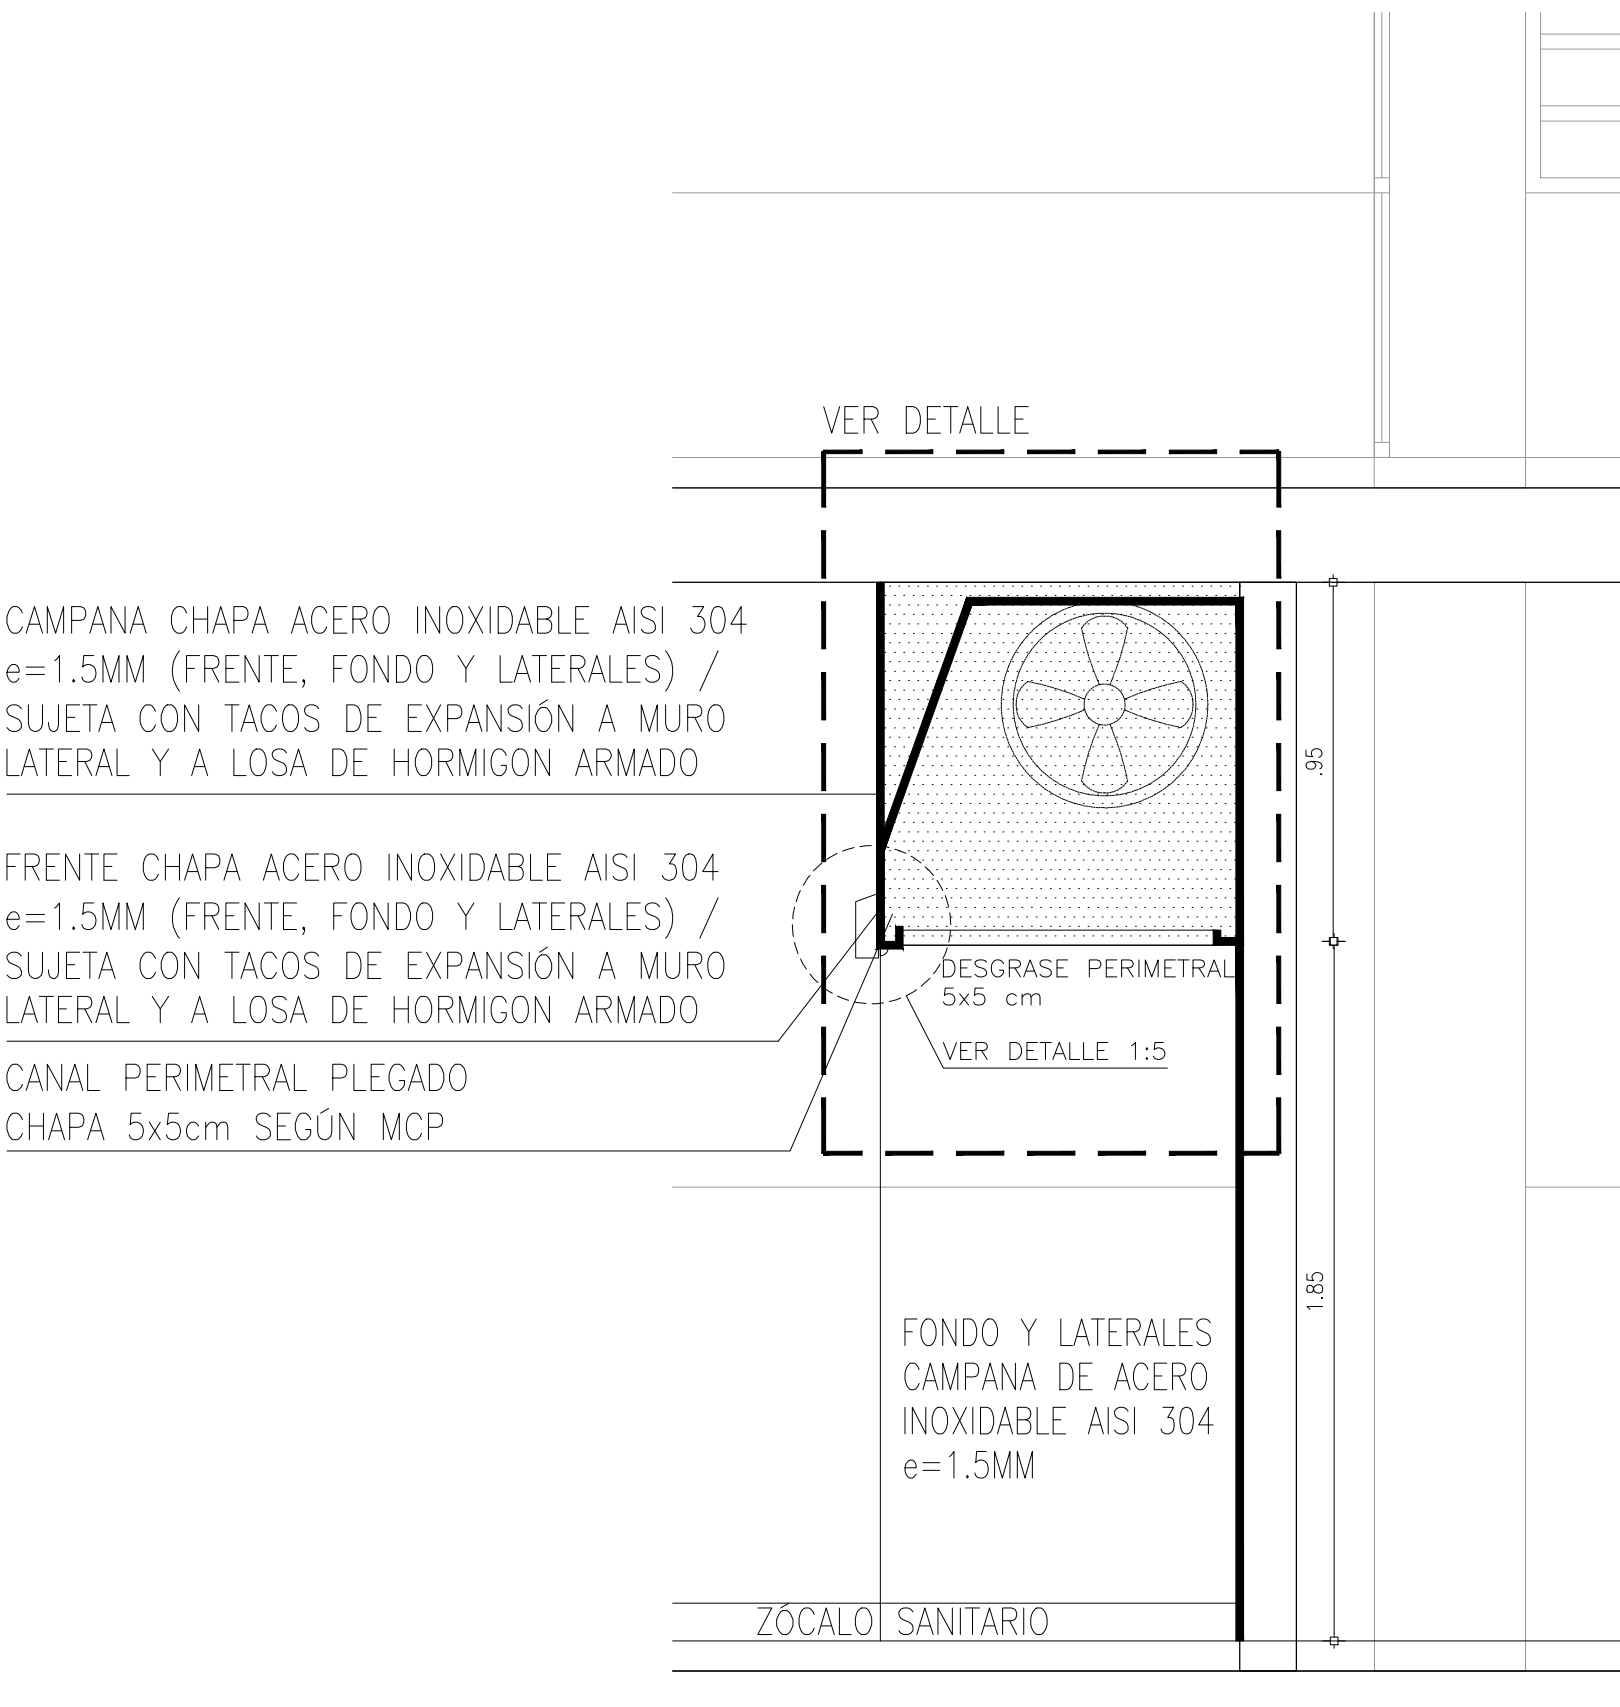 VER DETALLE
CAMPANA CHAPA ACERO INOXIDABLE AISI 304
e=1.5MM (FRENTE, FONDO Y LATERALES) /
SUJETA CON TACOS DE EXPANSIÓN A MURO
LATERAL Y A LOSA DE HORMIGON ARMADO
.95
FRENTE CHAPA ACERO INOXIDABLE AISI 304
e=1.5MM (FRENTE, FONDO Y LATERALES) /
SUJETA CON TACOS DE EXPANSIÓN A MURO
LATERAL Y A LOSA DE HORMIGON ARMADO
DESGRASE PERIMETRAL
5x5 cm
VER DETALLE 1:5
CANAL PERIMETRAL PLEGADO
CHAPA 5x5cm SEGÚN MCP
1.85
FONDO Y LATERALES
CAMPANA DE ACERO
INOXIDABLE AISI 304
e=1.5MM
ZÓCALO SANITARIO